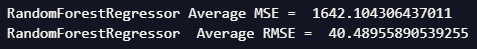 RandomForestRegressor Average MSE =  1642.104306437011
RandomForestRegressor  Average RMSE =  40.48955890539255